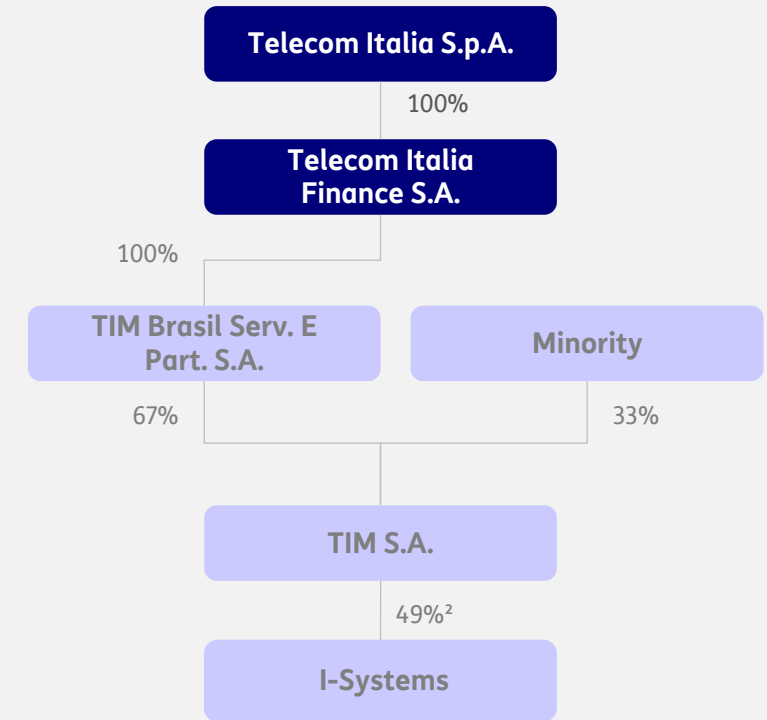 Telecom Italia S.p.A.
100%
Telecom Italia
Finance S.A.
100%
TIM Brasil Serv. E
Part. S.A.
Minority
67%
33%
TIM S.A.
49%²
I-Systems